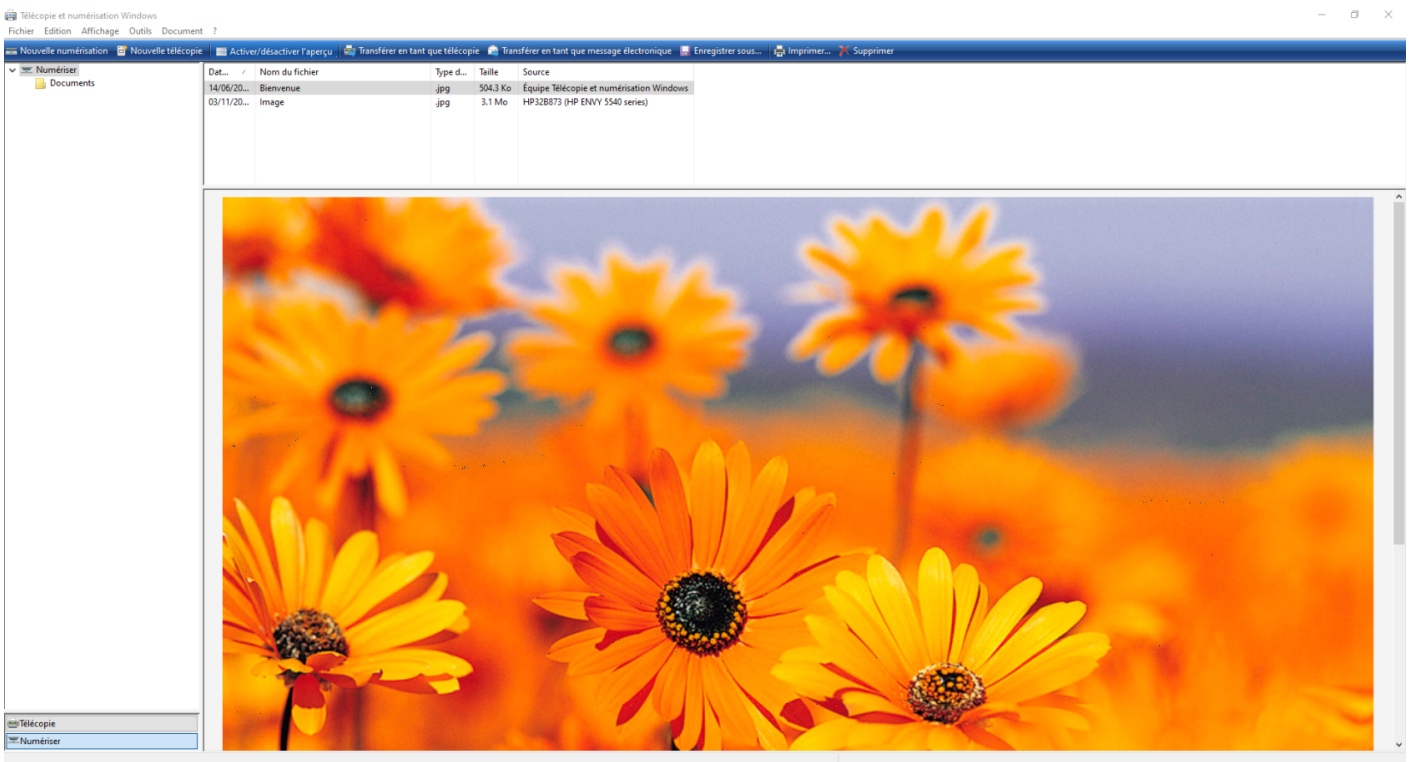 Télécopie et numérisation Windows
Fichier Edition Affichage Outils Document ?
Nouvelle numérisation Nouvelle télécopie Activer/désactiver l'aperçu Transférer en tant que télécopie Transférer en tant que message électronique Enregistrer sous... Imprimer... Supprimer
Numériser
Documents
Dat... Nom du fichier Type d... Taille Source
14/06/20... Bienvenue .jpg 504.3 Ko Équipe Télécopie et numérisation Windows
03/11/20... Image .jpg 3.1 Mo HP32B873 (HP ENVY 5540 series)
Télécopie
Numériser